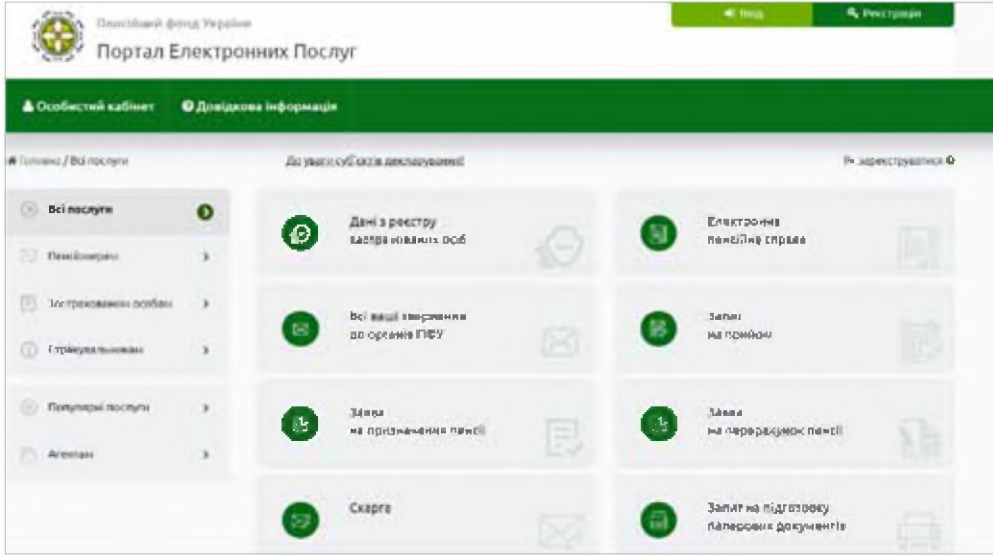 Пенсійний фонд України
Портал Електронних Послуг
Вхід
Реєстрація
Особистий кабінет
Довідкова інформація
Головна / Всі послуги
До уваги суб'єктів декларування!
зареєструватися
Всі послуги
Пенсіонерам
Застрахованим особам
Страхувальникам
Популярні послуги
Агентам
Дані з реєстру
застрахованих осіб
Електронна
пенсійна справа
Всі ваші звернення
до органів ПФУ
Запис
на прийом
Заява
на призначення пенсії
Заява
на перерахунок пенсії
Скарга
Запит на підготовку
паперових документів